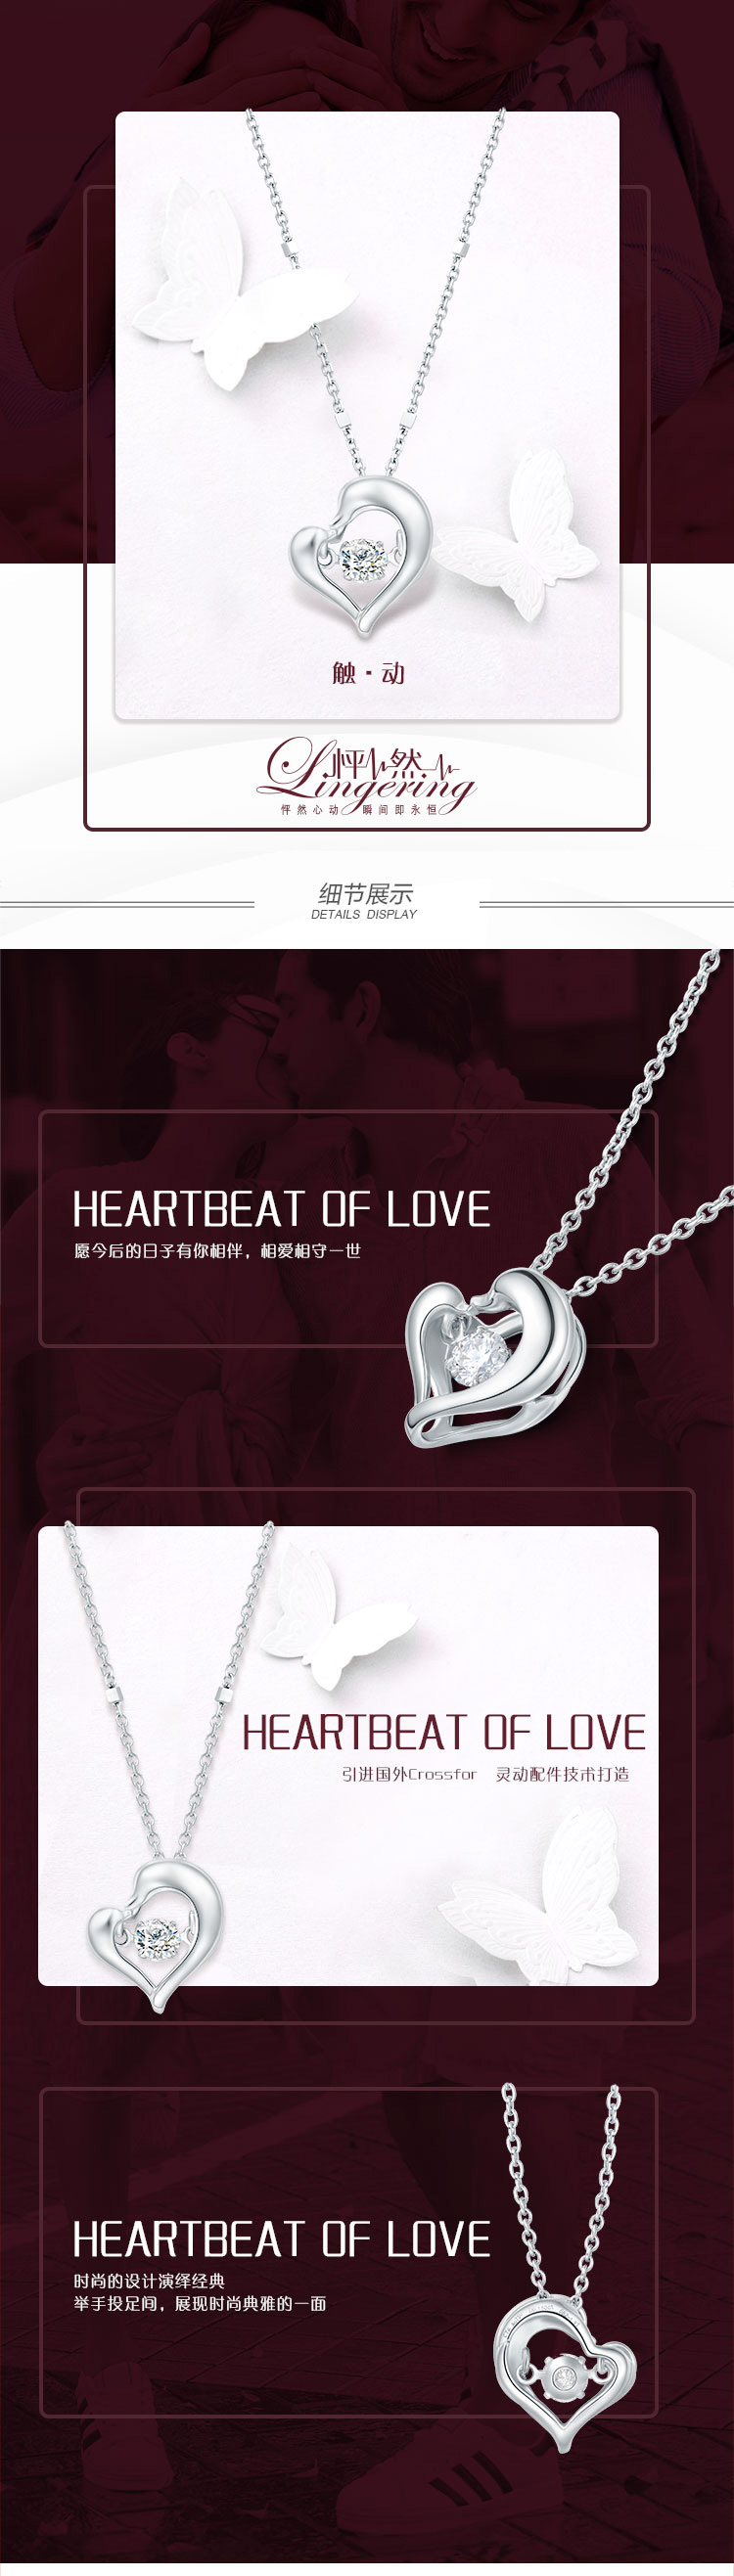 触·动
怦然
Lingering
怦然心动 瞬间即永恒
细节展示
DETAILS DISPLAY
HEARTBEAT OF LOVE
愿今后的日子有你相伴，相爱相守一世
HEARTBEAT OF LOVE
引进国外Crossfor 灵动配件技术打造
HEARTBEAT OF LOVE
时尚的设计演绎经典
举手投足间，展现时尚典雅的一面